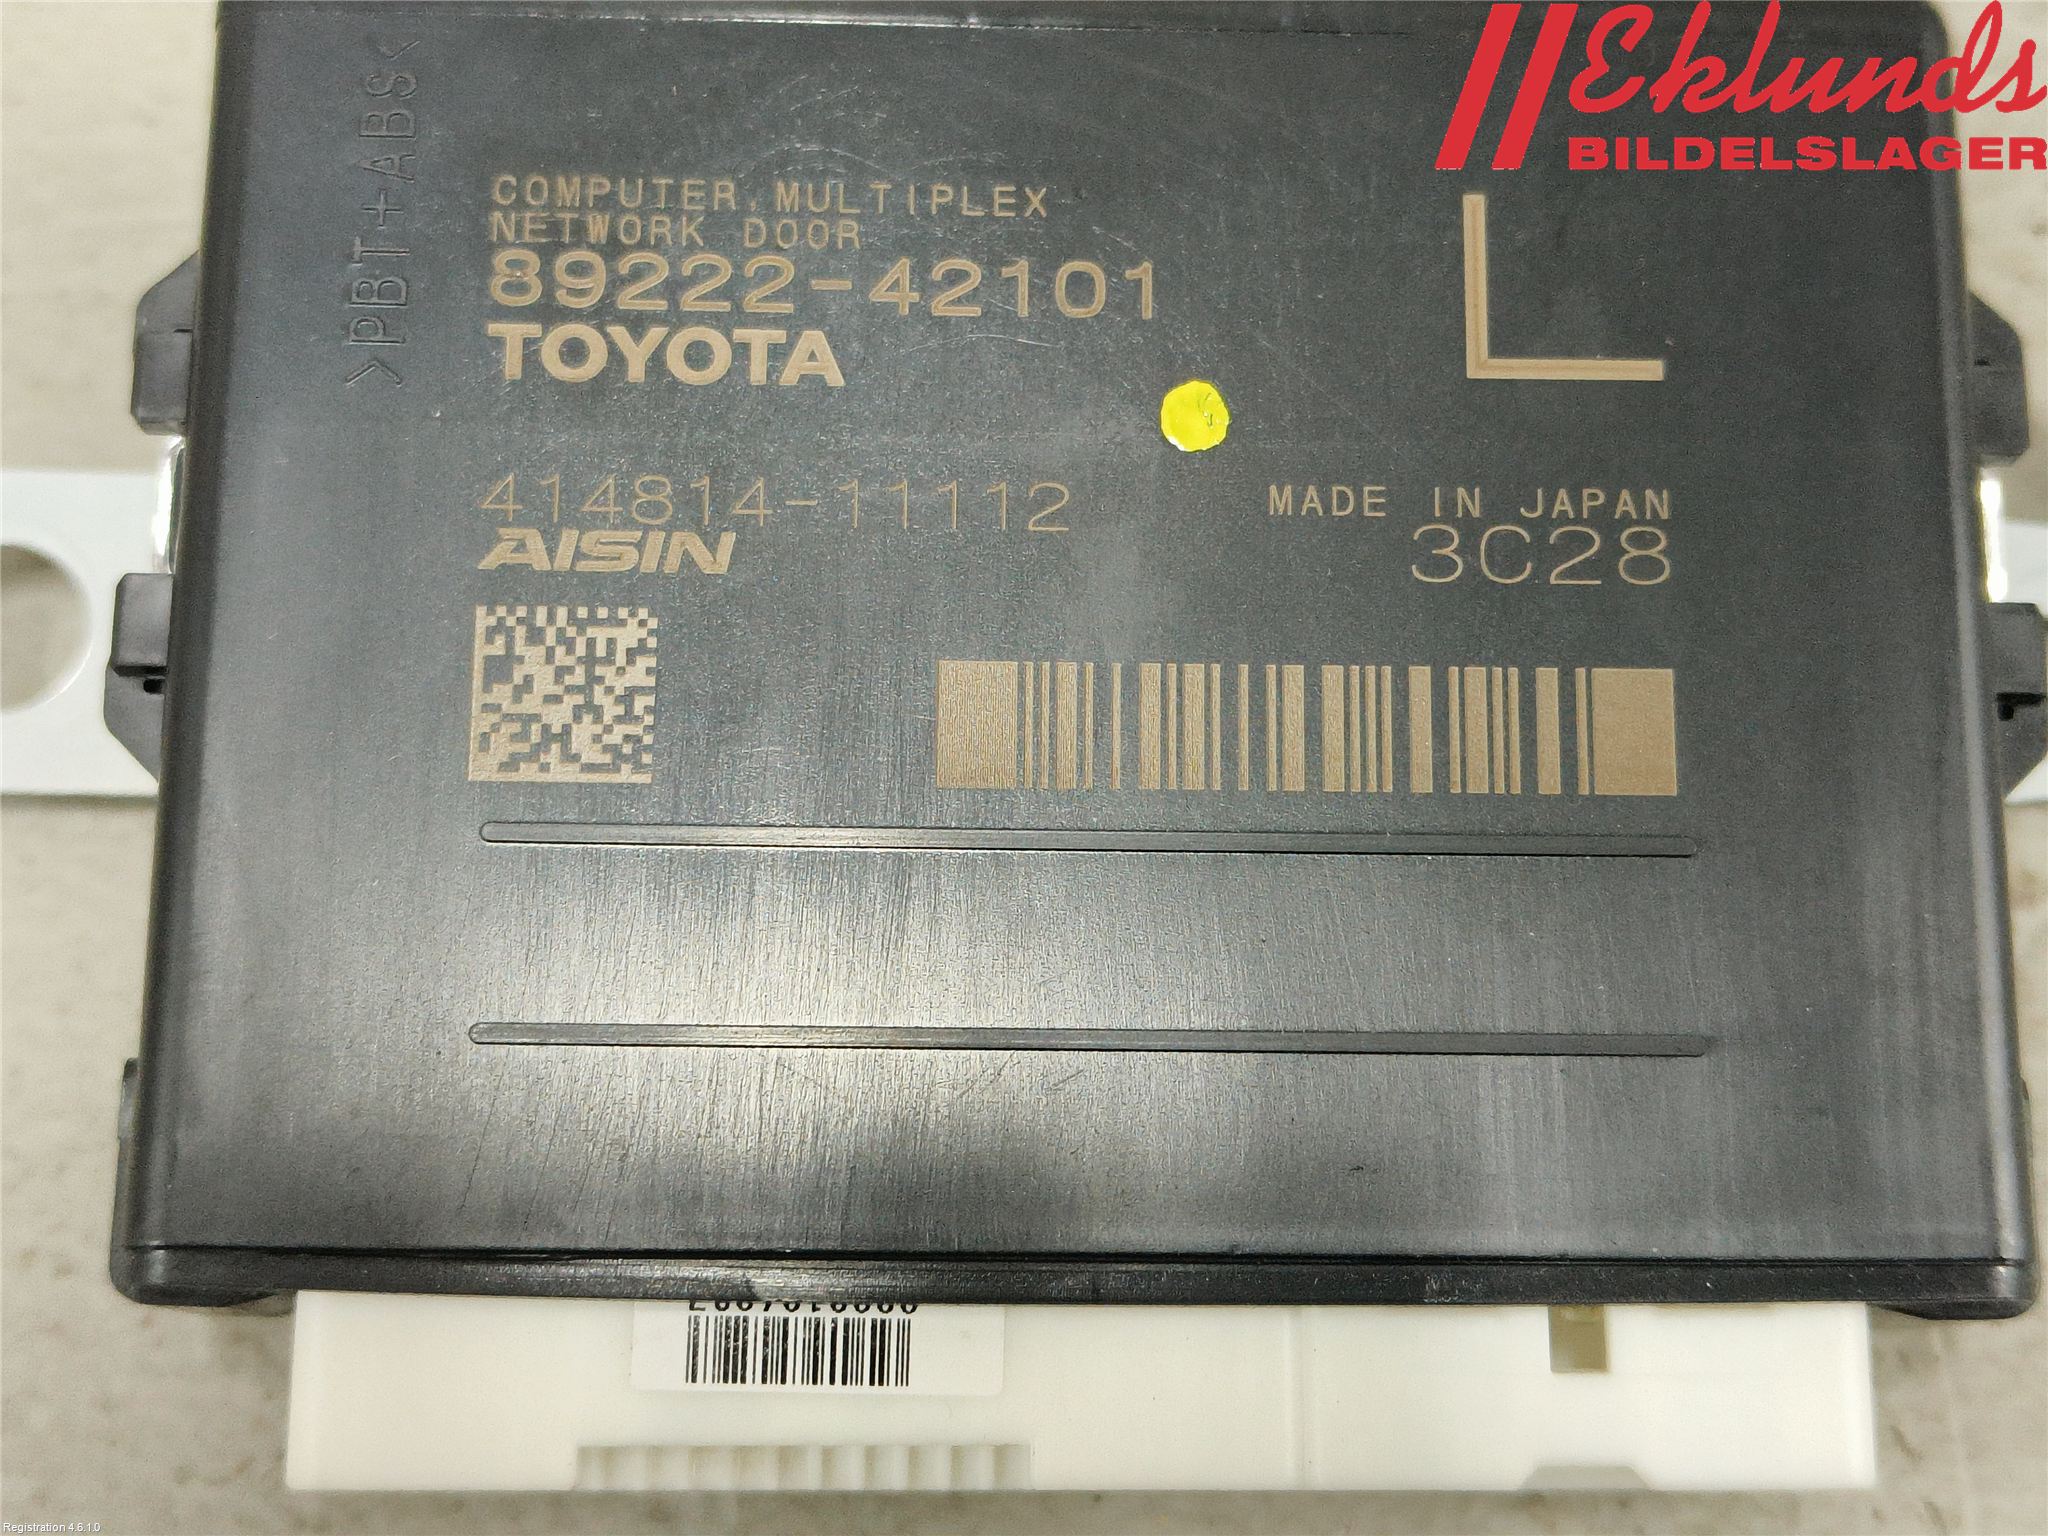 Eklunds
BILDELSLAGER
>PBT+ABS<
COMPUTER, MULTIPLEX
NETWORK DOOR
89222-42101
TOYOTA
L
414814-11112
AISIN
MADE IN JAPAN
3C28
Registration 4.6.1.0